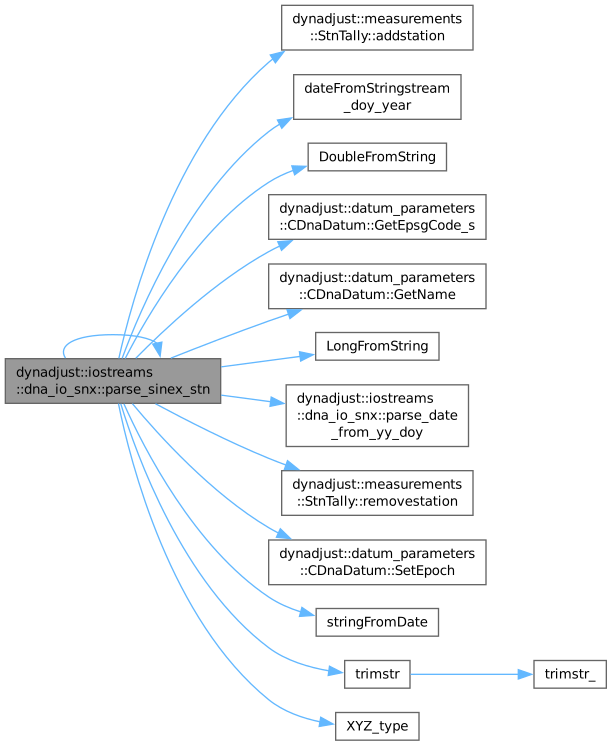 dynadjust::measurements
::StnTally::addstation
dateFromStringstream
_doy_year
DoubleFromString
dynadjust::datum_parameters
::CDnaDatum::GetEpsgCode_s
dynadjust::datum_parameters
::CDnaDatum::GetName
LongFromString
dynadjust::iostreams
::dna_io_snx::parse_sinex_stn
dynadjust::iostreams
::dna_io_snx::parse_date
_from_yy_doy
dynadjust::measurements
::StnTally::removestation
dynadjust::datum_parameters
::CDnaDatum::SetEpoch
stringFromDate
trimstr
trimstr_
XYZ_type